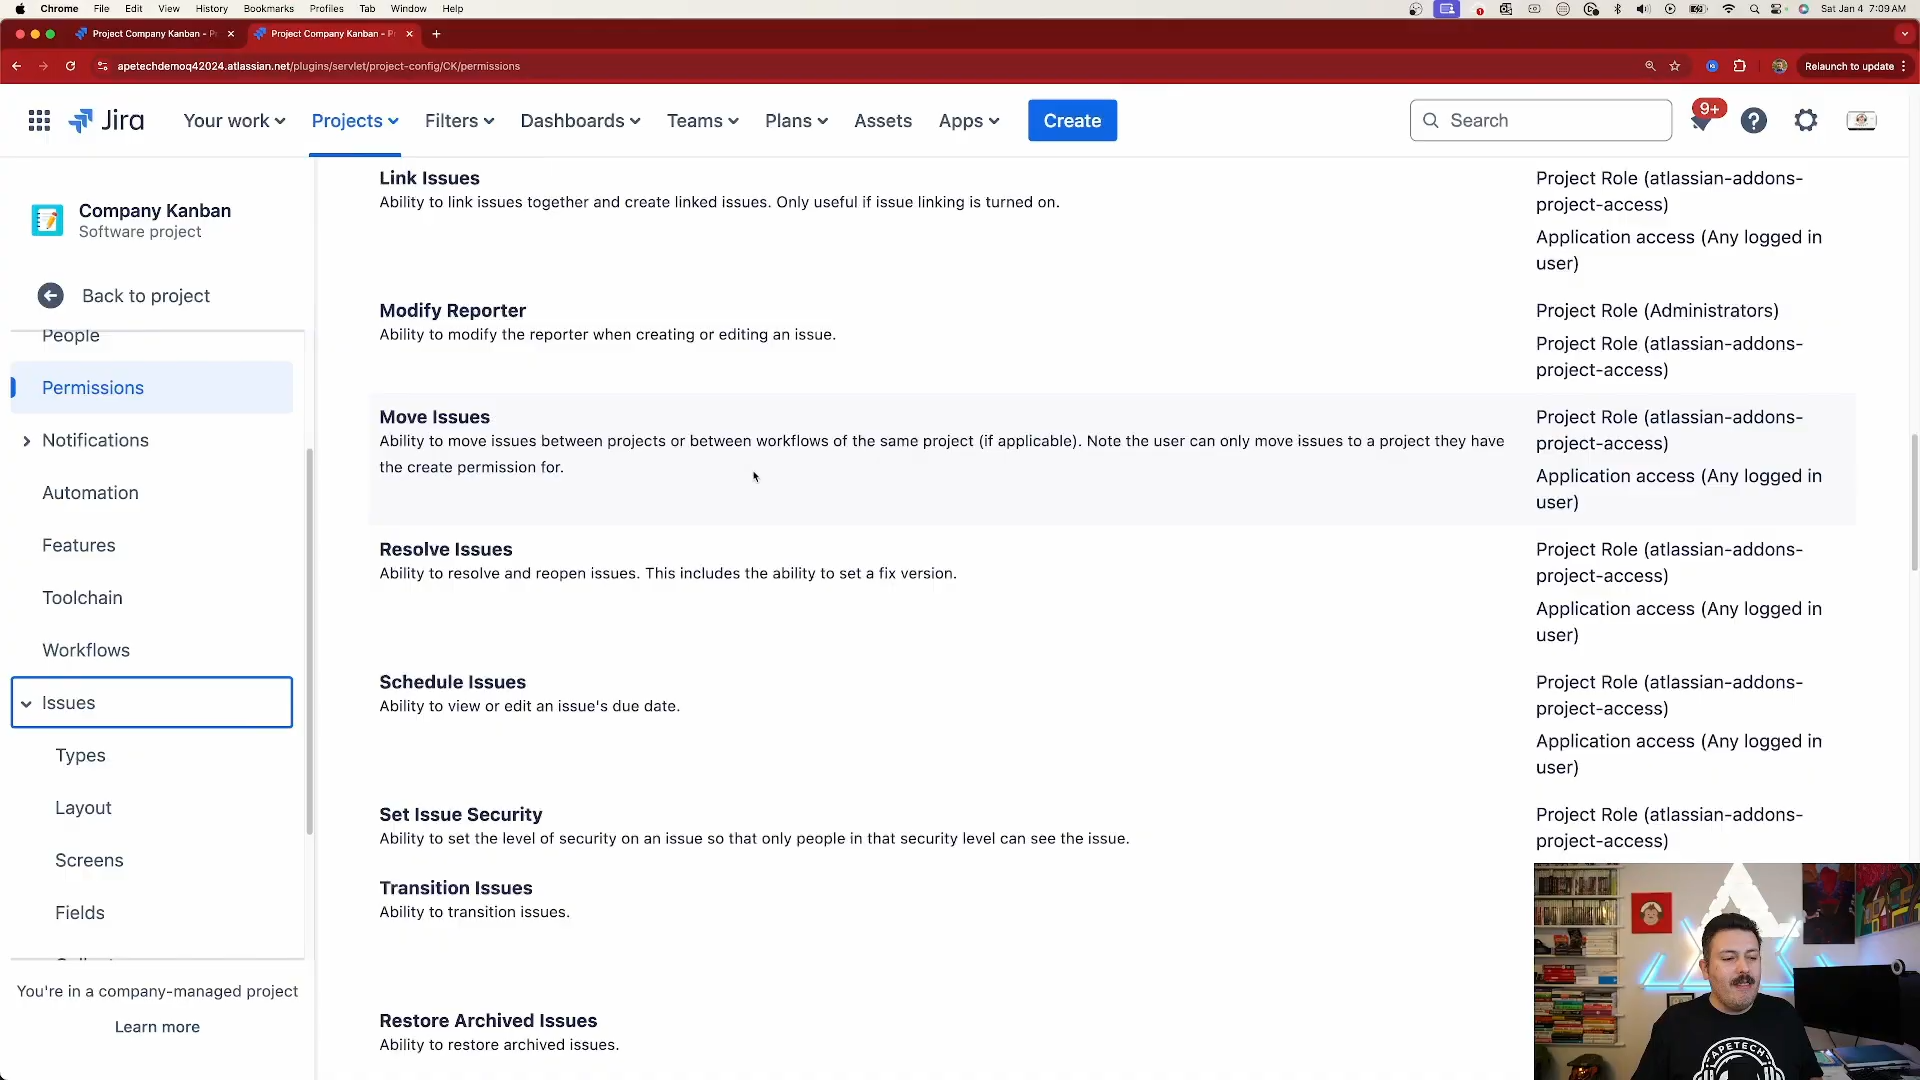 Chrome File Edit View History Bookmarks Profiles Tab Window Help
Sat Jan 4 7:09 AM
Project Company Kanban - P
Project Company Kanban - P
apetechdemoq42024.atlassian.net/plugins/servlet/project-config/CK/permissions
Relaunch to update
Jira
Your work
Projects
Filters
Dashboards
Teams
Plans
Assets
Apps
Create
Search
9+
Company Kanban
Software project
Back to project
People
Permissions
Notifications
Automation
Features
Toolchain
Workflows
Issues
Types
Layout
Screens
Fields
You're in a company-managed project
Learn more
Link Issues
Ability to link issues together and create linked issues. Only useful if issue linking is turned on.
Project Role (atlassian-addons-
project-access)
Application access (Any logged in
user)
Modify Reporter
Ability to modify the reporter when creating or editing an issue.
Project Role (Administrators)
Project Role (atlassian-addons-
project-access)
Move Issues
Ability to move issues between projects or between workflows of the same project (if applicable). Note the user can only move issues to a project they have
the create permission for.
Project Role (atlassian-addons-
project-access)
Application access (Any logged in
user)
Resolve Issues
Ability to resolve and reopen issues. This includes the ability to set a fix version.
Project Role (atlassian-addons-
project-access)
Application access (Any logged in
user)
Schedule Issues
Ability to view or edit an issue's due date.
Project Role (atlassian-addons-
project-access)
Application access (Any logged in
user)
Set Issue Security
Ability to set the level of security on an issue so that only people in that security level can see the issue.
Project Role (atlassian-addons-
project-access)
Transition Issues
Ability to transition issues.
Restore Archived Issues
Ability to restore archived issues.
APETECH